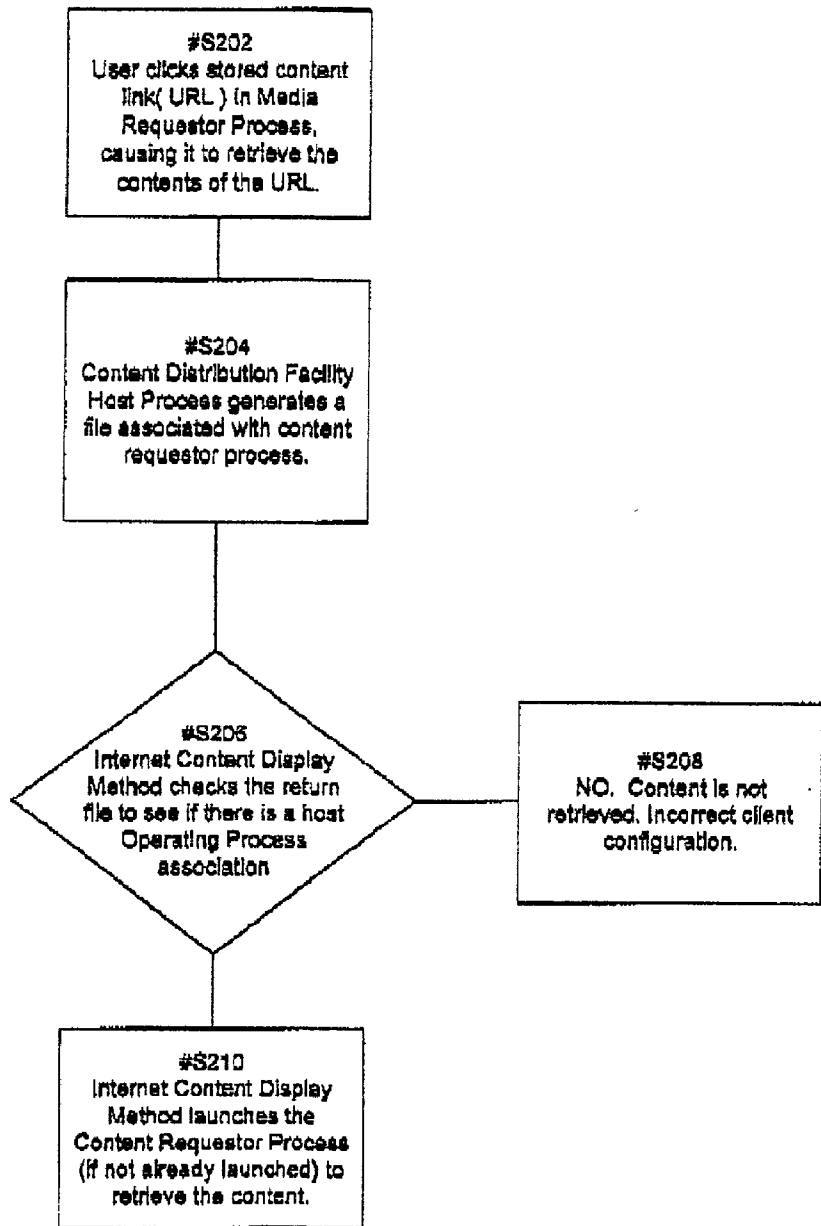 #S202
User clicks stored content
link( URL ) in Media
Requestor Process,
causing it to retrieve the
contents of the URL.
#S204
Content Distribution Facility
Host Process generates a
file associated with content
requestor process.
#S206
Internet Content Display
Method checks the return
file to see if there is a host
Operating Process
association
#S208
NO. Content is not
retrieved. Incorrect client
configuration.
#S210
Internet Content Display
Method launches the
Content Requestor Process
(if not already launched) to
retrieve the content.